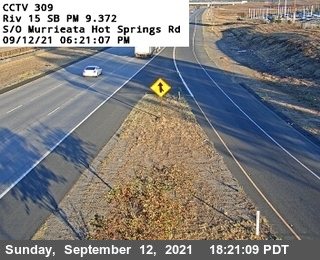 CCTV 309
Riv 15 SB PM 9.372
S/O Murrieata Hot Springs Rd
09/12/21 06:21:07 PM
Sunday, September 12, 2021 18:21:09 PDT